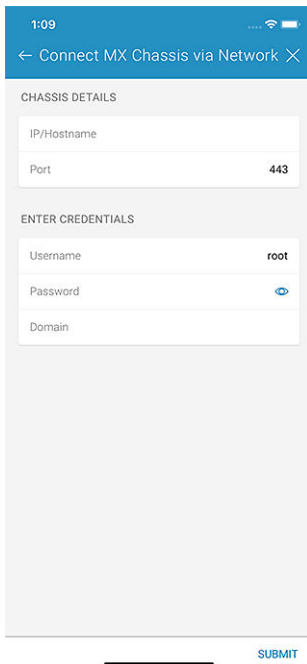 1:09
Connect MX Chassis via Network
CHASSIS DETAILS
IP/Hostname
Port 443
ENTER CREDENTIALS
Username root
Password
Domain
SUBMIT